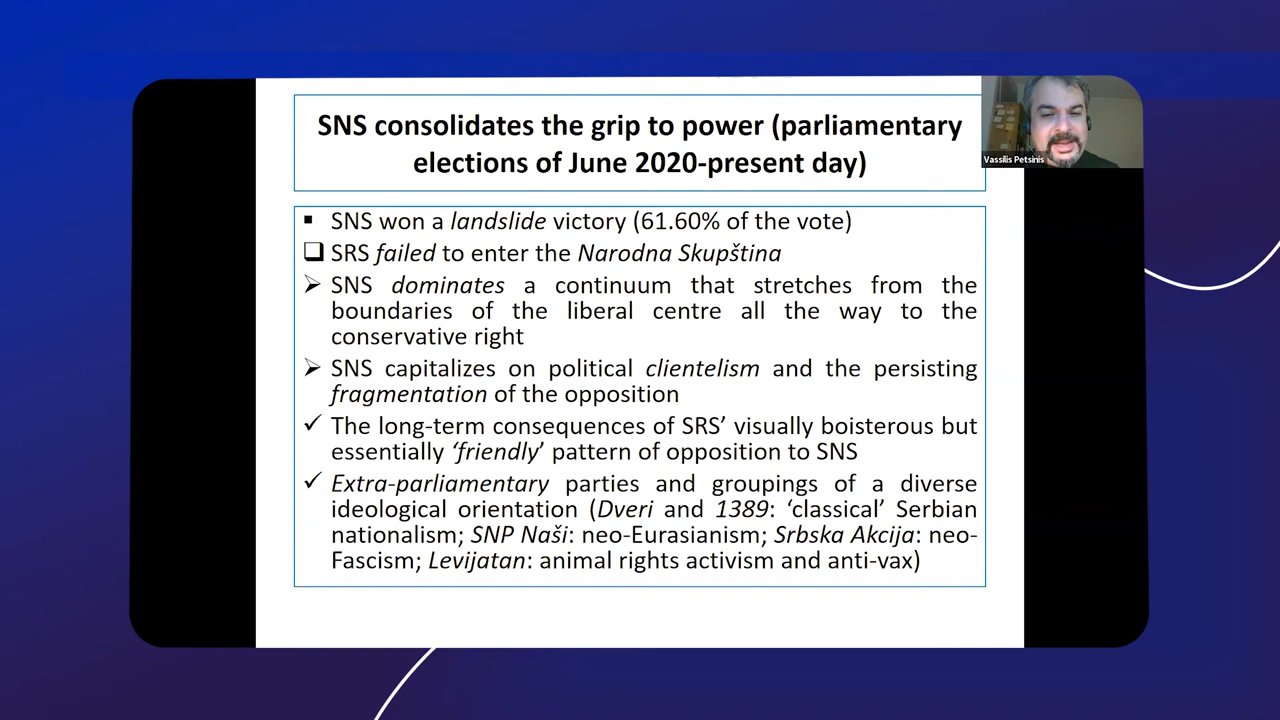 SNS consolidates the grip to power (parliamentary
elections of June 2020-present day)
Vassilis Petsinis
▪ SNS won a landslide victory (61.60% of the vote)
❑ SRS failed to enter the Narodna Skupština
➢ SNS dominates a continuum that stretches from the
boundaries of the liberal centre all the way to the
conservative right
➢ SNS capitalizes on political clientelism and the persisting
fragmentation of the opposition
✓ The long-term consequences of SRS’ visually boisterous but
essentially ‘friendly’ pattern of opposition to SNS
✓ Extra-parliamentary parties and groupings of a diverse
ideological orientation (Dveri and 1389: ‘classical’ Serbian
nationalism; SNP Naši: neo-Eurasianism; Srbska Akcija: neo-
Fascism; Levijatan: animal rights activism and anti-vax)